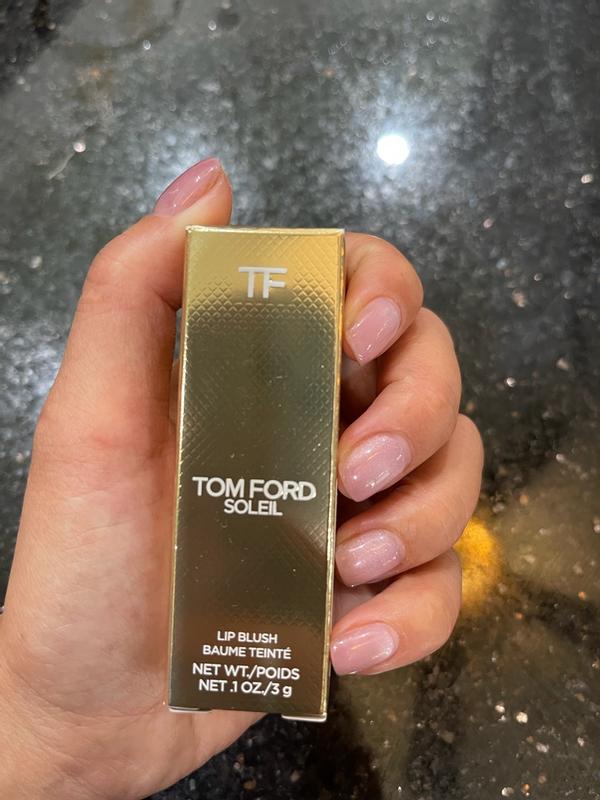 TF
TOM FORD
SOLEIL
LIP BLUSH
BAUME TEINTÉ
NET WT./POIDS
NET .1 OZ./3 g